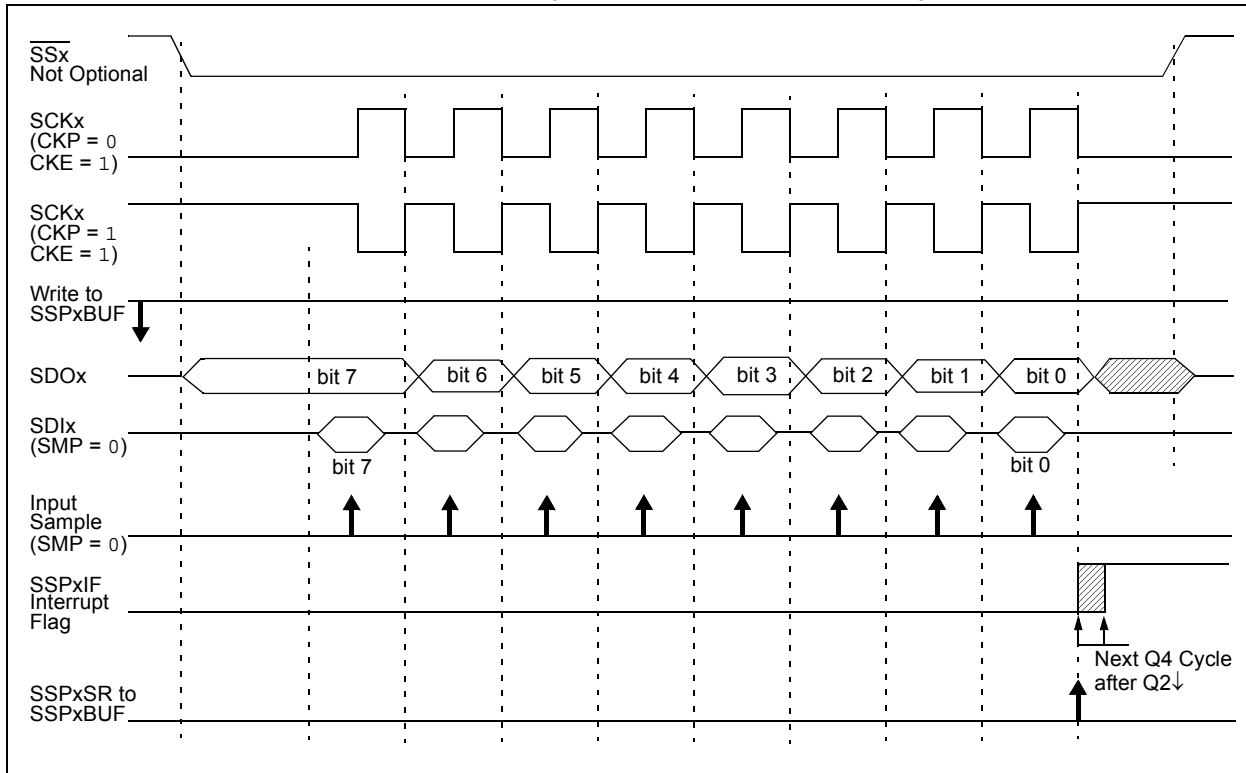 SSx
Not Optional
SCKx
(CKP = 0
CKE = 1)
SCKx
(CKP = 1
CKE = 1)
Write to
SSPxBUF
SDOx
bit 7
bit 6
bit 5
bit 4
bit 3
bit 2
bit 1
bit 0
SDIx
(SMP = 0)
bit 7
bit 0
Input
Sample
(SMP = 0)
SSPxIF
Interrupt
Flag
Next Q4 Cycle
after Q2↓
SSPxSR to
SSPxBUF